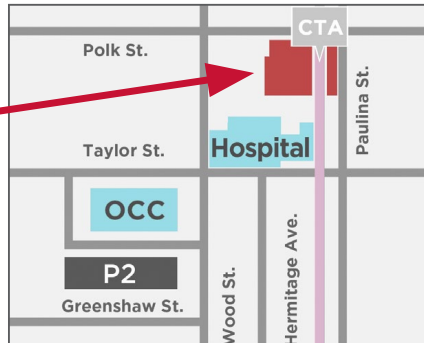 CTA
Polk St.
Paulina St.
Taylor St.
Hospital
OCC
P2
Greenshaw St.
Wood St.
Hermitage Ave.